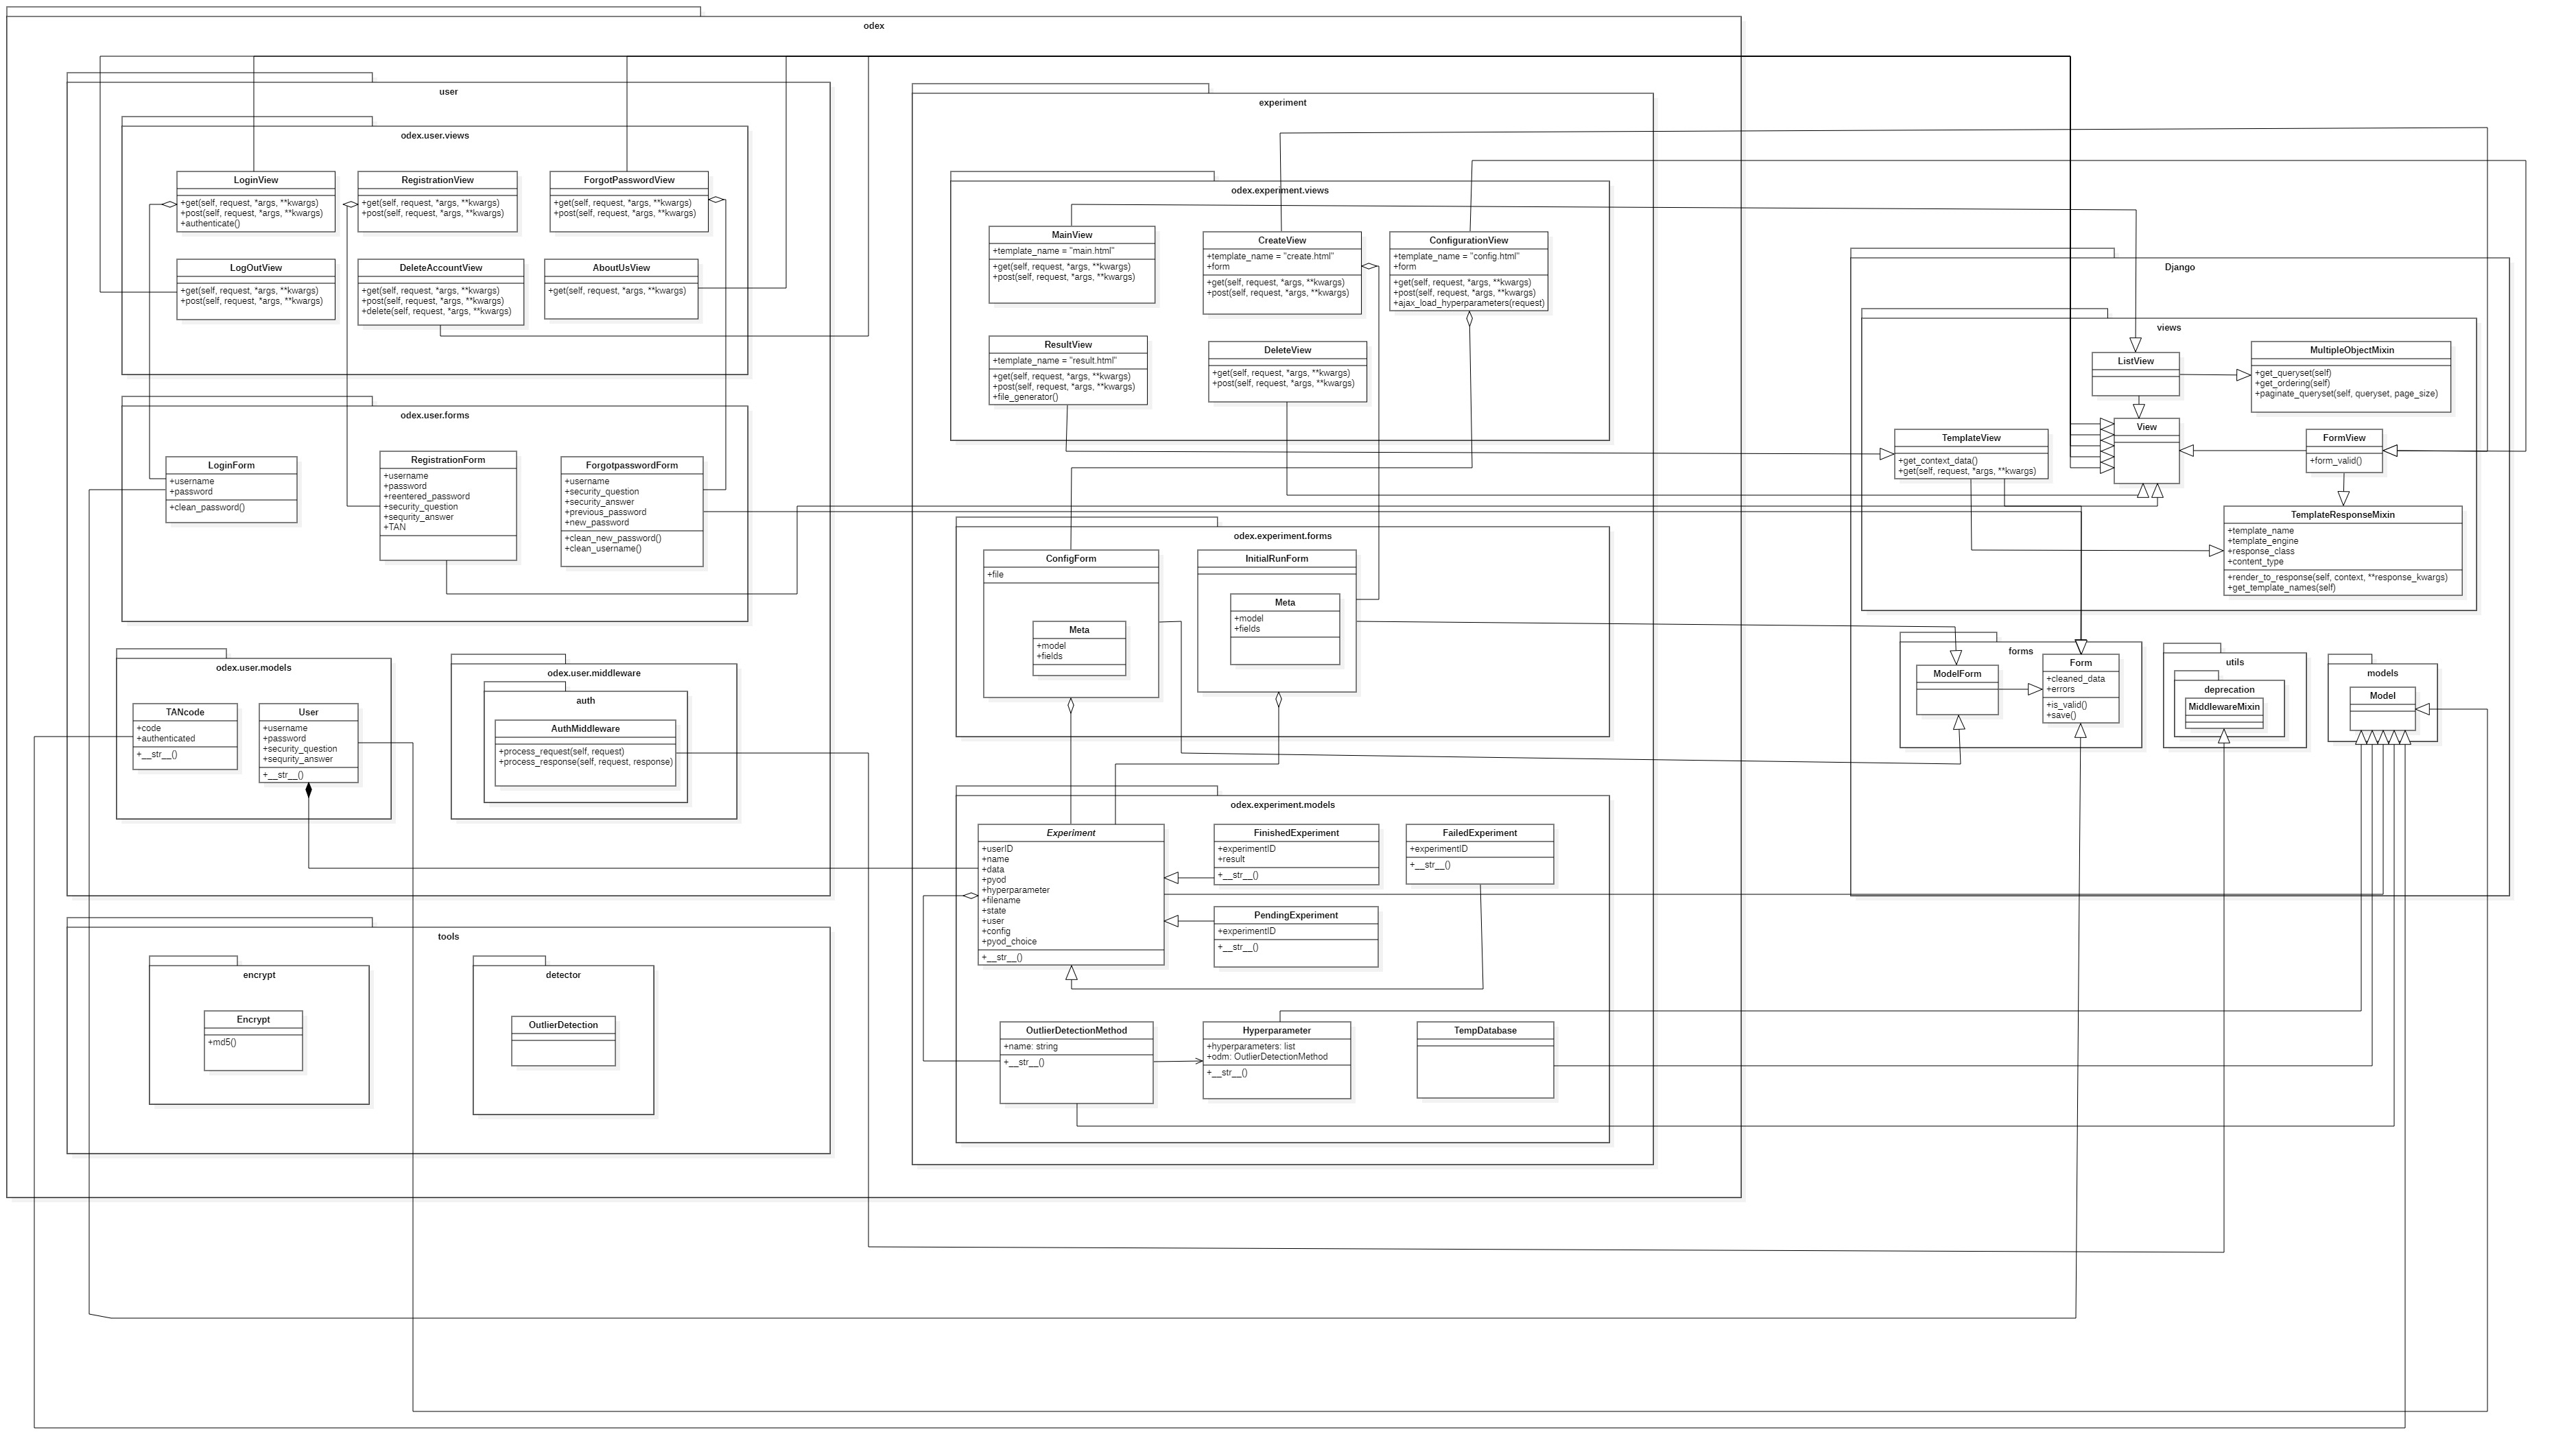 odex
user
odex.user.views
LoginView
+get(self, request, *args, **kwargs)
+post(self, request, *args, **kwargs)
+authenticate()
RegistrationView
+get(self, request, *args, **kwargs)
+post(self, request, *args, **kwargs)
ForgotPasswordView
+get(self, request, *args, **kwargs)
+post(self, request, *args, **kwargs)
LogOutView
+get(self, request, *args, **kwargs)
+post(self, request, *args, **kwargs)
DeleteAccountView
+get(self, request, *args, **kwargs)
+post(self, request, *args, **kwargs)
+delete(self, request, *args, **kwargs)
AboutUsView
+get(self, request, *args, **kwargs)
odex.user.forms
LoginForm
+username
+password
+clean_password()
RegistrationForm
+username
+password
+reentered_password
+security_question
+sequrity_answer
+TAN
ForgotpasswordForm
+username
+security_question
+security_answer
+previous_password
+new_password
+clean_new_password()
+clean_username()
odex.user.models
TANcode
+code
+authenticated
+__str__()
User
+username
+password
+security_question
+sequrity_answer
+__str__()
odex.user.middleware
auth
AuthMiddleware
+process_request(self, request)
+process_response(self, request, response)
tools
encrypt
Encrypt
+md5()
detector
OutlierDetection
experiment
odex.experiment.views
MainView
+template_name = "main.html"
+get(self, request, *args, **kwargs)
+post(self, request, *args, **kwargs)
CreateView
+template_name = "create.html"
+form
+get(self, request, *args, **kwargs)
+post(self, request, *args, **kwargs)
ConfigurationView
+template_name = "config.html"
+form
+get(self, request, *args, **kwargs)
+post(self, request, *args, **kwargs)
+ajax_load_hyperparameters(request)
ResultView
+template_name = "result.html"
+get(self, request, *args, **kwargs)
+post(self, request, *args, **kwargs)
+file_generator()
DeleteView
+get(self, request, *args, **kwargs)
+post(self, request, *args, **kwargs)
odex.experiment.forms
ConfigForm
+file
Meta
+model
+fields
InitialRunForm
Meta
+model
+fields
odex.experiment.models
Experiment
+userID
+name
+data
+pyod
+hyperparameter
+filename
+state
+user
+config
+pyod_choice
+__str__()
FinishedExperiment
+experimentID
+result
+__str__()
FailedExperiment
+experimentID
+__str__()
PendingExperiment
+experimentID
+__str__()
OutlierDetectionMethod
+name: string
+__str__()
Hyperparameter
+hyperparameters: list
+odm: OutlierDetectionMethod
+__str__()
TempDatabase
Django
views
ListView
MultipleObjectMixin
+get_queryset(self)
+get_ordering(self)
+paginate_queryset(self, queryset, page_size)
View
TemplateView
+get_context_data()
+get(self, request, *args, **kwargs)
FormView
+form_valid()
TemplateResponseMixin
+template_name
+template_engine
+response_class
+content_type
+render_to_response(self, context, **response_kwargs)
+get_template_names(self)
forms
ModelForm
Form
+cleaned_data
+errors
+is_valid()
+save()
utils
deprecation
MiddlewareMixin
models
Model